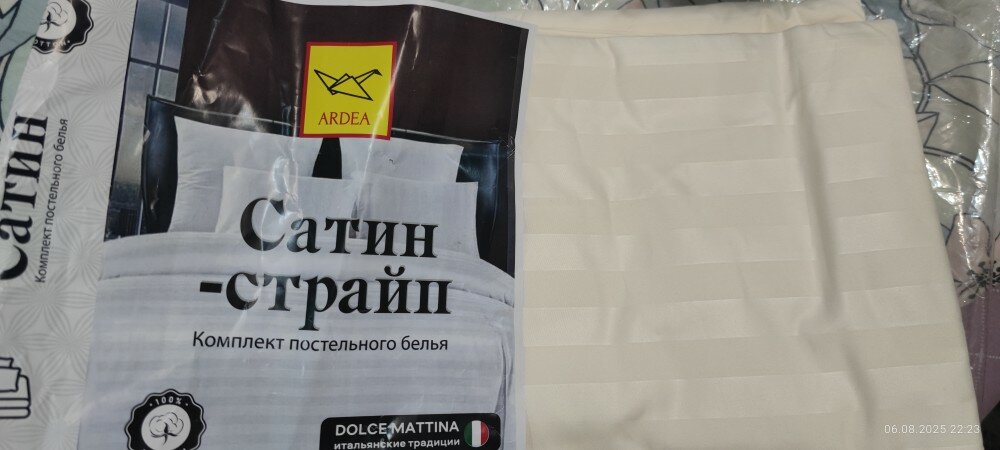 ARDEA
Сатин
-страйп
Комплект постельного белья
100%
DOLCE MATTINA
итальянские традиции
Сатин
Комплект постельного белья
06.08.2025 22:23